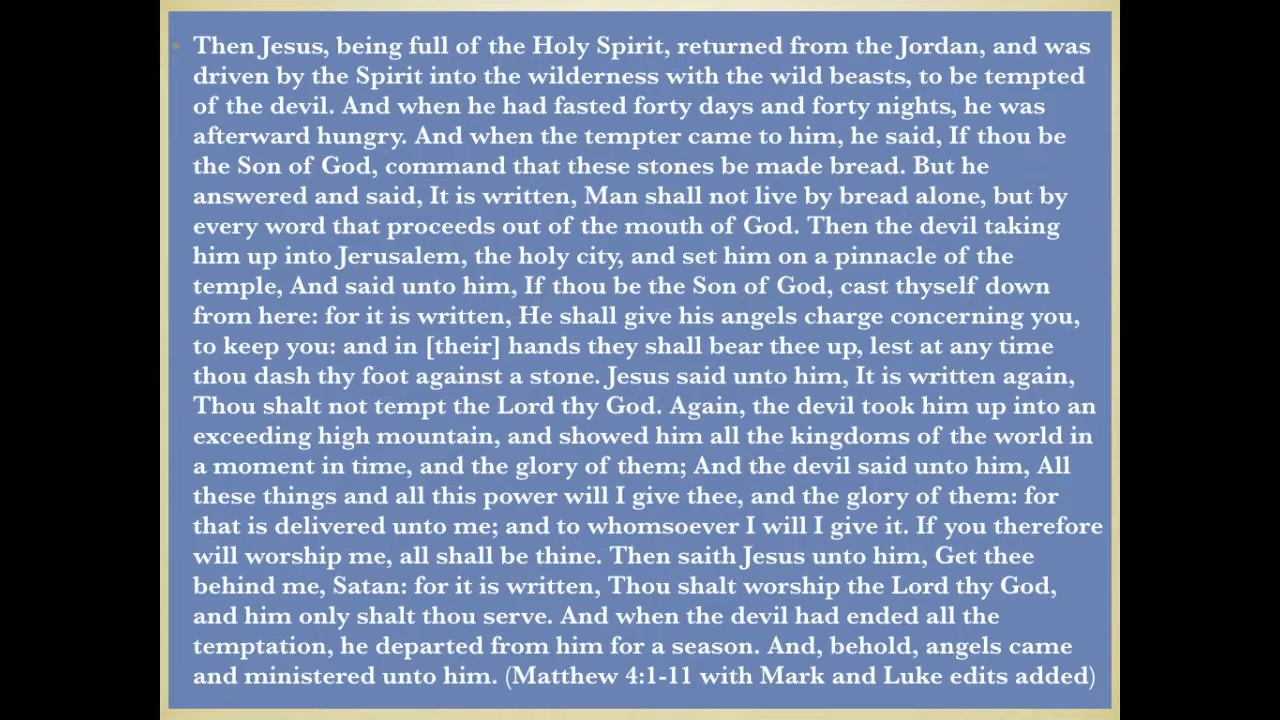 Then Jesus, being full of the Holy Spirit, returned from the Jordan, and was
driven by the Spirit into the wilderness with the wild beasts, to be tempted
of the devil. And when he had fasted forty days and forty nights, he was
afterward hungry. And when the tempter came to him, he said, If thou be
the Son of God, command that these stones be made bread. But he
answered and said, It is written, Man shall not live by bread alone, but by
every word that proceeds out of the mouth of God. Then the devil taking
him up into Jerusalem, the holy city, and set him on a pinnacle of the
temple, And said unto him, If thou be the Son of God, cast thyself down
from here: for it is written, He shall give his angels charge concerning you,
to keep you: and in [their] hands they shall bear thee up, lest at any time
thou dash thy foot against a stone. Jesus said unto him, It is written again,
Thou shalt not tempt the Lord thy God. Again, the devil took him up into an
exceeding high mountain, and showed him all the kingdoms of the world in
a moment in time, and the glory of them; And the devil said unto him, All
these things and all this power will I give thee, and the glory of them: for
that is delivered unto me; and to whomsoever I will I give it. If you therefore
will worship me, all shall be thine. Then saith Jesus unto him, Get thee
behind me, Satan: for it is written, Thou shalt worship the Lord thy God,
and him only shalt thou serve. And when the devil had ended all the
temptation, he departed from him for a season. And, behold, angels came
and ministered unto him. (Matthew 4:1-11 with Mark and Luke edits added)